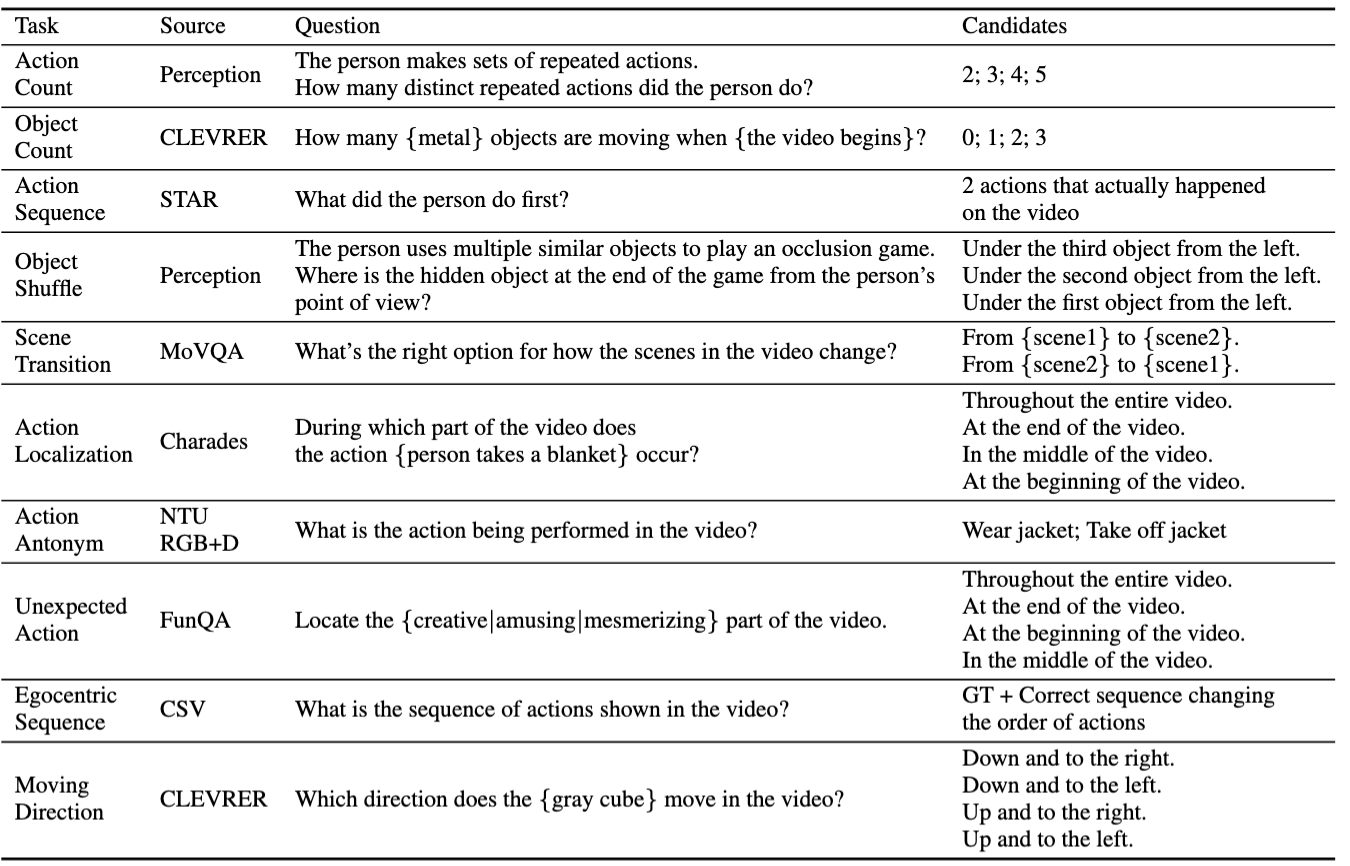 Task Source Question Candidates
Action Count Perception The person makes sets of repeated actions. How many distinct repeated actions did the person do? 2; 3; 4; 5
Object Count CLEVRER How many {metal} objects are moving when {the video begins}? 0; 1; 2; 3
Action Sequence STAR What did the person do first? 2 actions that actually happened on the video
Object Shuffle Perception The person uses multiple similar objects to play an occlusion game. Where is the hidden object at the end of the game from the person's point of view? Under the third object from the left. Under the second object from the left. Under the first object from the left.
Scene Transition MoVQA What's the right option for how the scenes in the video change? From {scene1} to {scene2}. From {scene2} to {scene1}.
Action Localization Charades During which part of the video does the action {person takes a blanket} occur? Throughout the entire video. At the end of the video. In the middle of the video. At the beginning of the video.
Action Antonym NTU RGB+D What is the action being performed in the video? Wear jacket; Take off jacket
Unexpected Action FunQA Locate the {creative|amusing|mesmerizing} part of the video. Throughout the entire video. At the end of the video. At the beginning of the video. In the middle of the video.
Egocentric Sequence CSV What is the sequence of actions shown in the video? GT + Correct sequence changing the order of actions
Moving Direction CLEVRER Which direction does the {gray cube} move in the video? Down and to the right. Down and to the left. Up and to the right. Up and to the left.